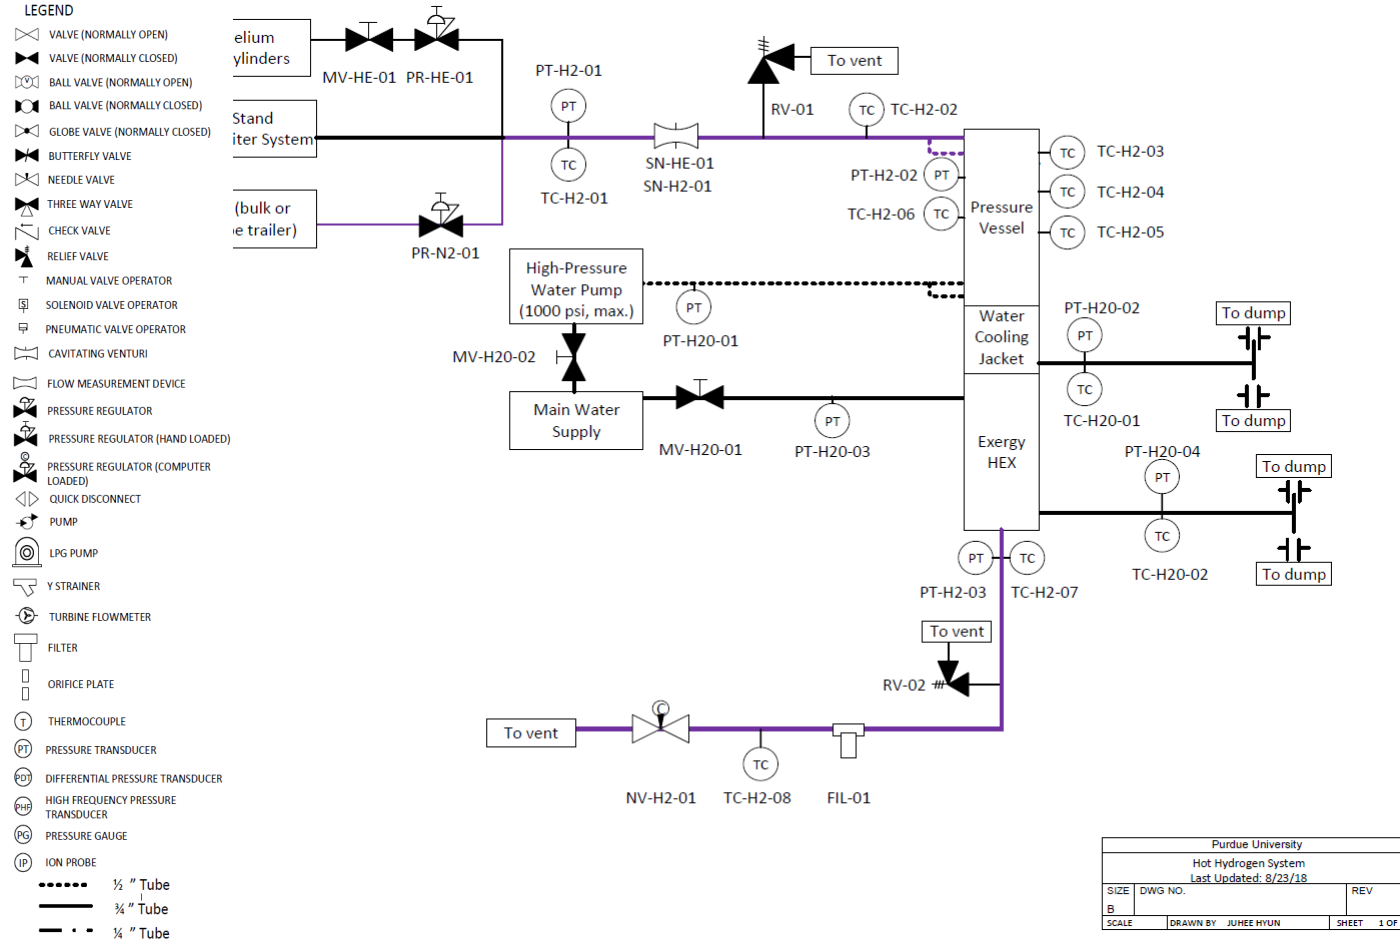 LEGEND
VALVE (NORMALLY OPEN)
VALVE (NORMALLY CLOSED)
BALL VALVE (NORMALLY OPEN)
BALL VALVE (NORMALLY CLOSED)
GLOBE VALVE (NORMALLY CLOSED)
BUTTERFLY VALVE
NEEDLE VALVE
THREE WAY VALVE
CHECK VALVE
RELIEF VALVE
MANUAL VALVE OPERATOR
S
SOLENOID VALVE OPERATOR
PNEUMATIC VALVE OPERATOR
CAVITATING VENTURI
FLOW MEASUREMENT DEVICE
PRESSURE REGULATOR
PRESSURE REGULATOR (HAND LOADED)
C
PRESSURE REGULATOR (COMPUTER
LOADED)
QUICK DISCONNECT
PUMP
LPG PUMP
Y STRAINER
TURBINE FLOWMETER
FILTER
ORIFICE PLATE
T
THERMOCOUPLE
PT
PRESSURE TRANSDUCER
PDT
DIFFERENTIAL PRESSURE TRANSDUCER
PHF
HIGH FREQUENCY PRESSURE
TRANSDUCER
PG
PRESSURE GAUGE
IP
ION PROBE
½ " Tube
¾ " Tube
¼ " Tube
elium
ylinders
MV-HE-01
PR-HE-01
Stand
iter System
(bulk or
e trailer)
PR-N2-01
PT-H2-01
PT
TC
TC-H2-01
SN-HE-01
SN-H2-01
To vent
RV-01
TC
TC-H2-02
PT-H2-02
PT
TC-H2-06
TC
Pressure
Vessel
TC
TC-H2-03
TC
TC-H2-04
TC
TC-H2-05
High-Pressure
Water Pump
(1000 psi, max.)
PT
PT-H20-01
MV-H20-02
Main Water
Supply
MV-H20-01
PT
PT-H20-03
Water
Cooling
Jacket
Exergy
HEX
PT-H20-02
PT
TC
TC-H20-01
To dump
To dump
PT-H20-04
PT
TC
TC-H20-02
To dump
To dump
PT
TC
PT-H2-03
TC-H2-07
To vent
RV-02
To vent
C
NV-H2-01
TC
TC-H2-08
FIL-01
Purdue University
Hot Hydrogen System
Last Updated: 8/23/18
SIZE
DWG NO.
REV
B
SCALE
DRAWN BY JUHEE HYUN
SHEET 1 OF